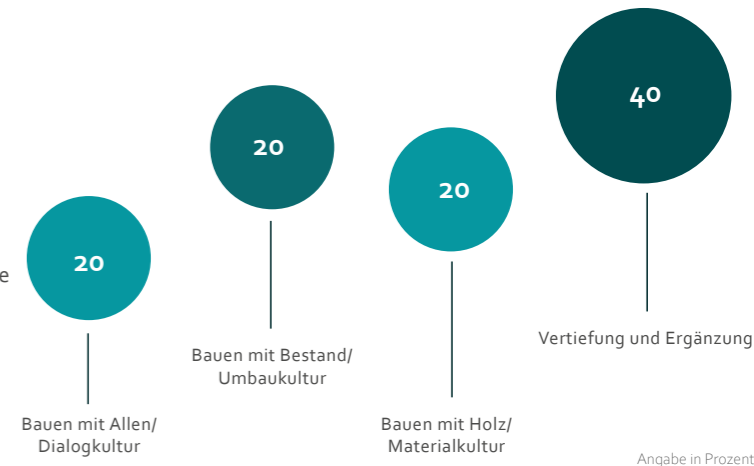 40
20
20
20
e
Vertiefung und Ergänzung
Bauen mit Bestand/
Umbaukultur
Bauen mit Allen/
Dialogkultur
Bauen mit Holz/
Materialkultur
Angabe in Prozent